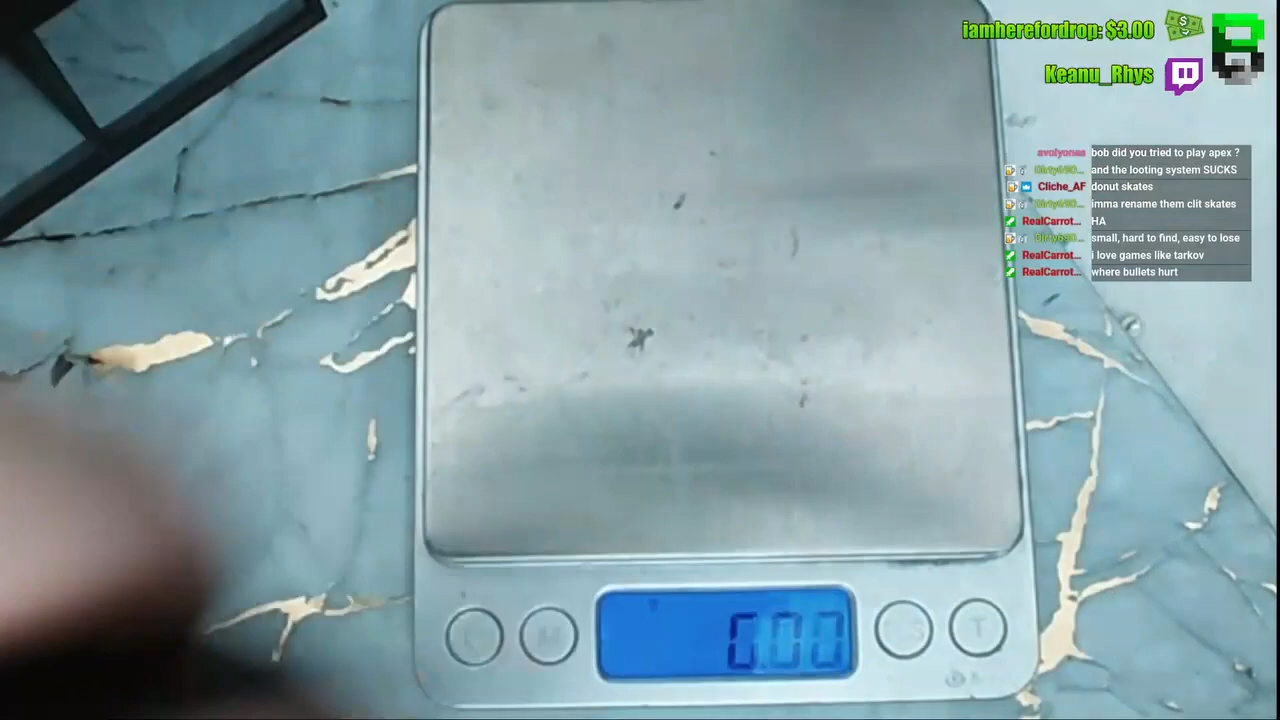 iamherefordrop: $3.00
Keanu_Rhys
avolyonas bob did you tried to play apex ?
and the looting system SUCKS
Cliche_AF donut skates
imma rename them clit skates
RealCarrot... HA
small, hard to find, easy to lose
RealCarrot... i love games like tarkov
RealCarrot... where bullets hurt
0.00
T